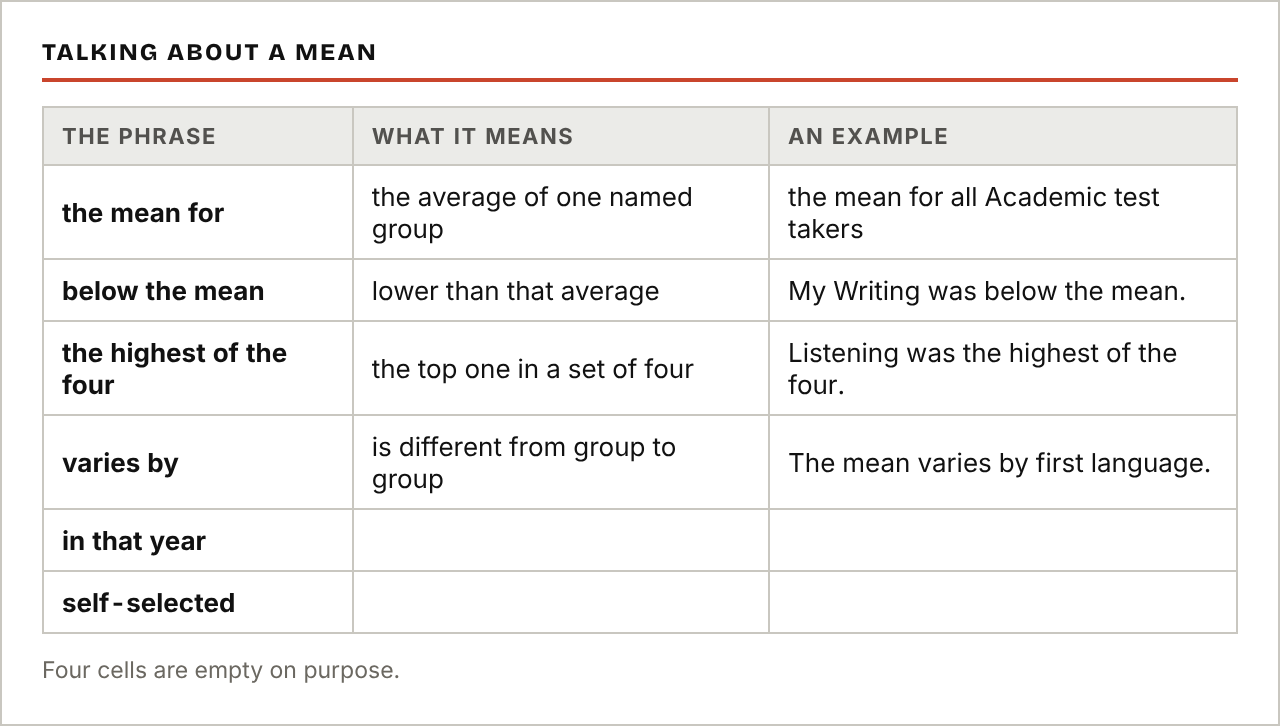 TALKING ABOUT A MEAN
THE PHRASE
WHAT IT MEANS
AN EXAMPLE
the mean for
the average of one named
group
the mean for all Academic test
takers
below the mean
lower than that average
My Writing was below the mean.
the highest of the
four
the top one in a set of four
Listening was the highest of the
four.
varies by
is different from group to
group
The mean varies by first language.
in that year
self-selected
Four cells are empty on purpose.